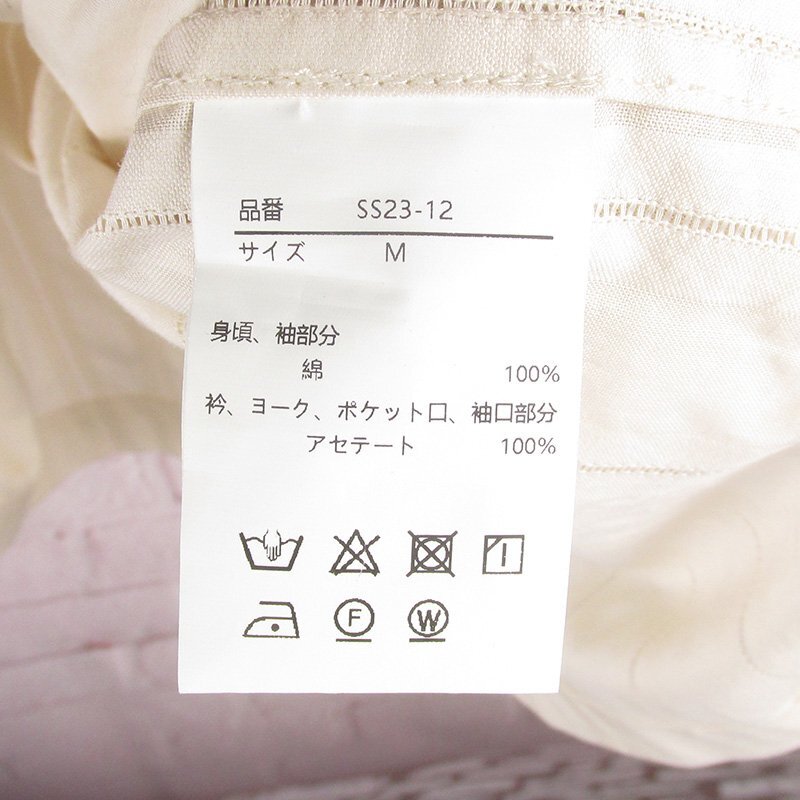 品番 SS23-12
サイズ M
身頃、袖部分
綿 100%
衿、ヨーク、ポケット口、袖口部分
アセテート 100%
F W